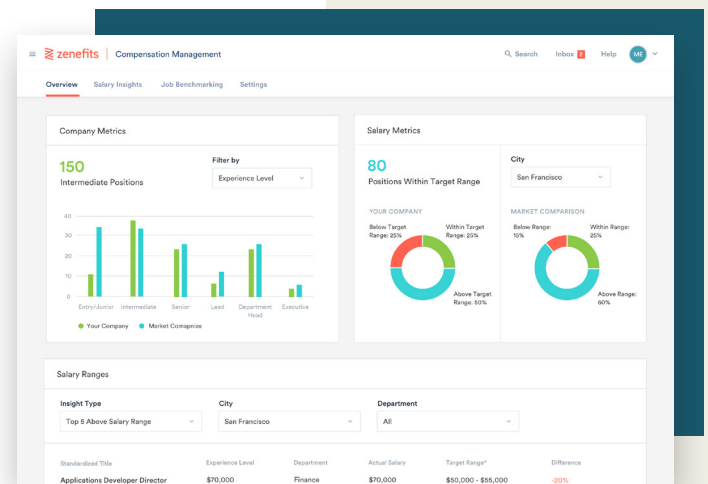 zenefits
Compensation Management
Search
Inbox 2
Help
ME
Overview
Salary Insights
Job Benchmarking
Settings
Company Metrics
150
Intermediate Positions
Filter by
Experience Level
40
30
20
10
0
Entry/Junior
Intermediate
Senior
Lead
Department
Head
Executive
Your Company
Market Comapnies
Salary Metrics
80
Positions Within Target Range
City
San Francisco
YOUR COMPANY
Below Target
Range: 25%
Within Target
Range: 25%
Above Target
Range: 50%
MARKET COMPARISON
Below Range:
15%
Within Range:
25%
Above Range:
60%
Salary Ranges
Insight Type
Top 5 Above Salary Range
City
San Francisco
Department
All
Standardized Title
Experience Level
Department
Actual Salary
Target Range*
Difference
Applications Developer Director
$70,000
Finance
$70,000
$50,000 - $55,000
-20%